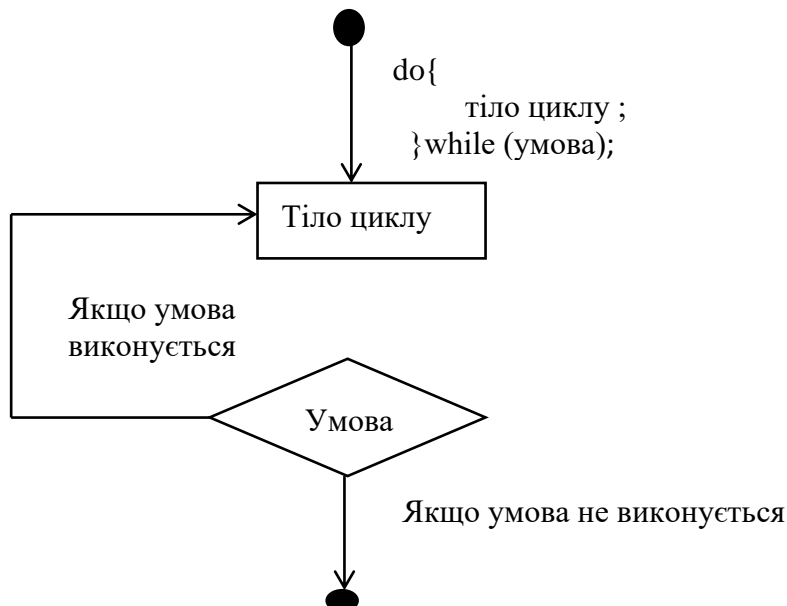 do{
тіло циклу ;
}while (умова);
Тіло циклу
Якщо умова
виконується
Умова
Якщо умова не виконується